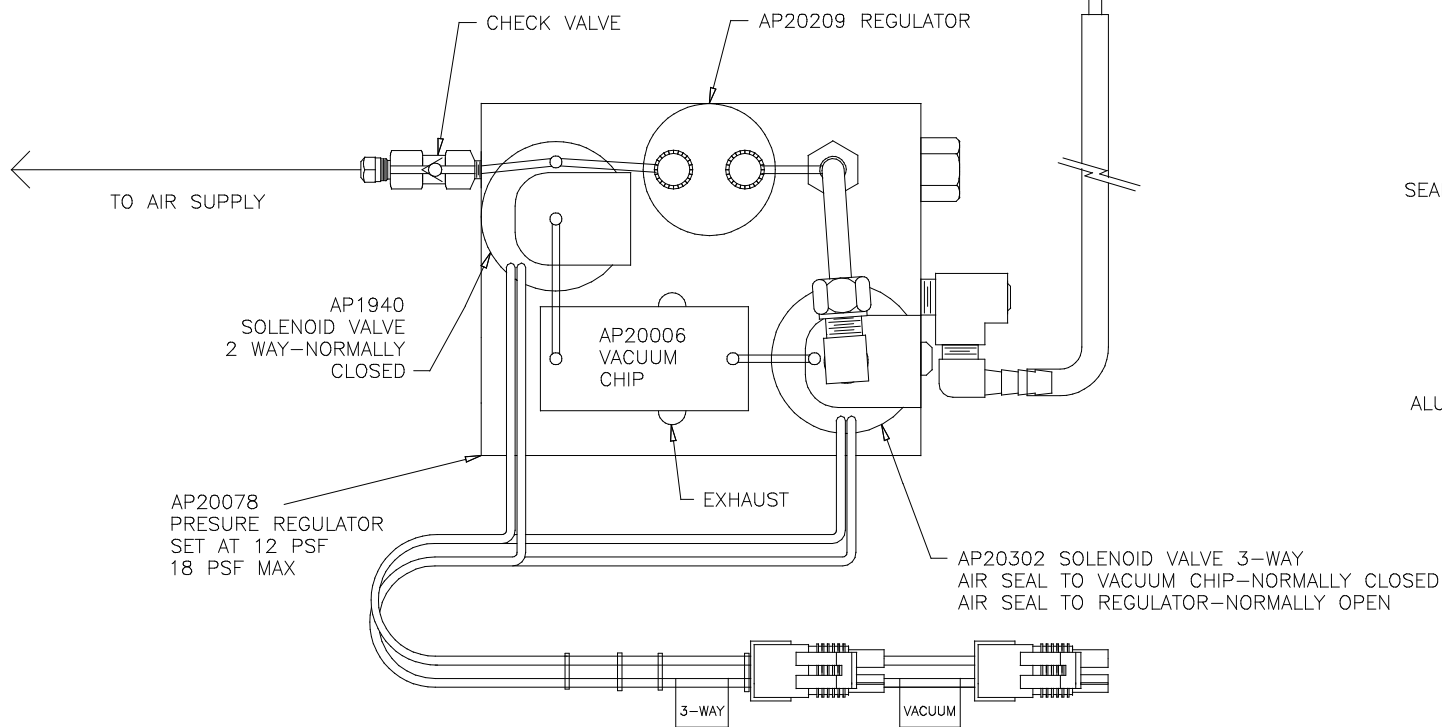 CHECK VALVE
AP20209 REGULATOR
TO AIR SUPPLY
SEA
AP1940
SOLENOID VALVE
2 WAY-NORMALLY
CLOSED
AP20006
VACUUM
CHIP
ALU
AP20078
PRESURE REGULATOR
SET AT 12 PSF
18 PSF MAX
EXHAUST
AP20302 SOLENOID VALVE 3-WAY
AIR SEAL TO VACUUM CHIP-NORMALLY CLOSED
AIR SEAL TO REGULATOR-NORMALLY OPEN
3-WAY
VACUUM